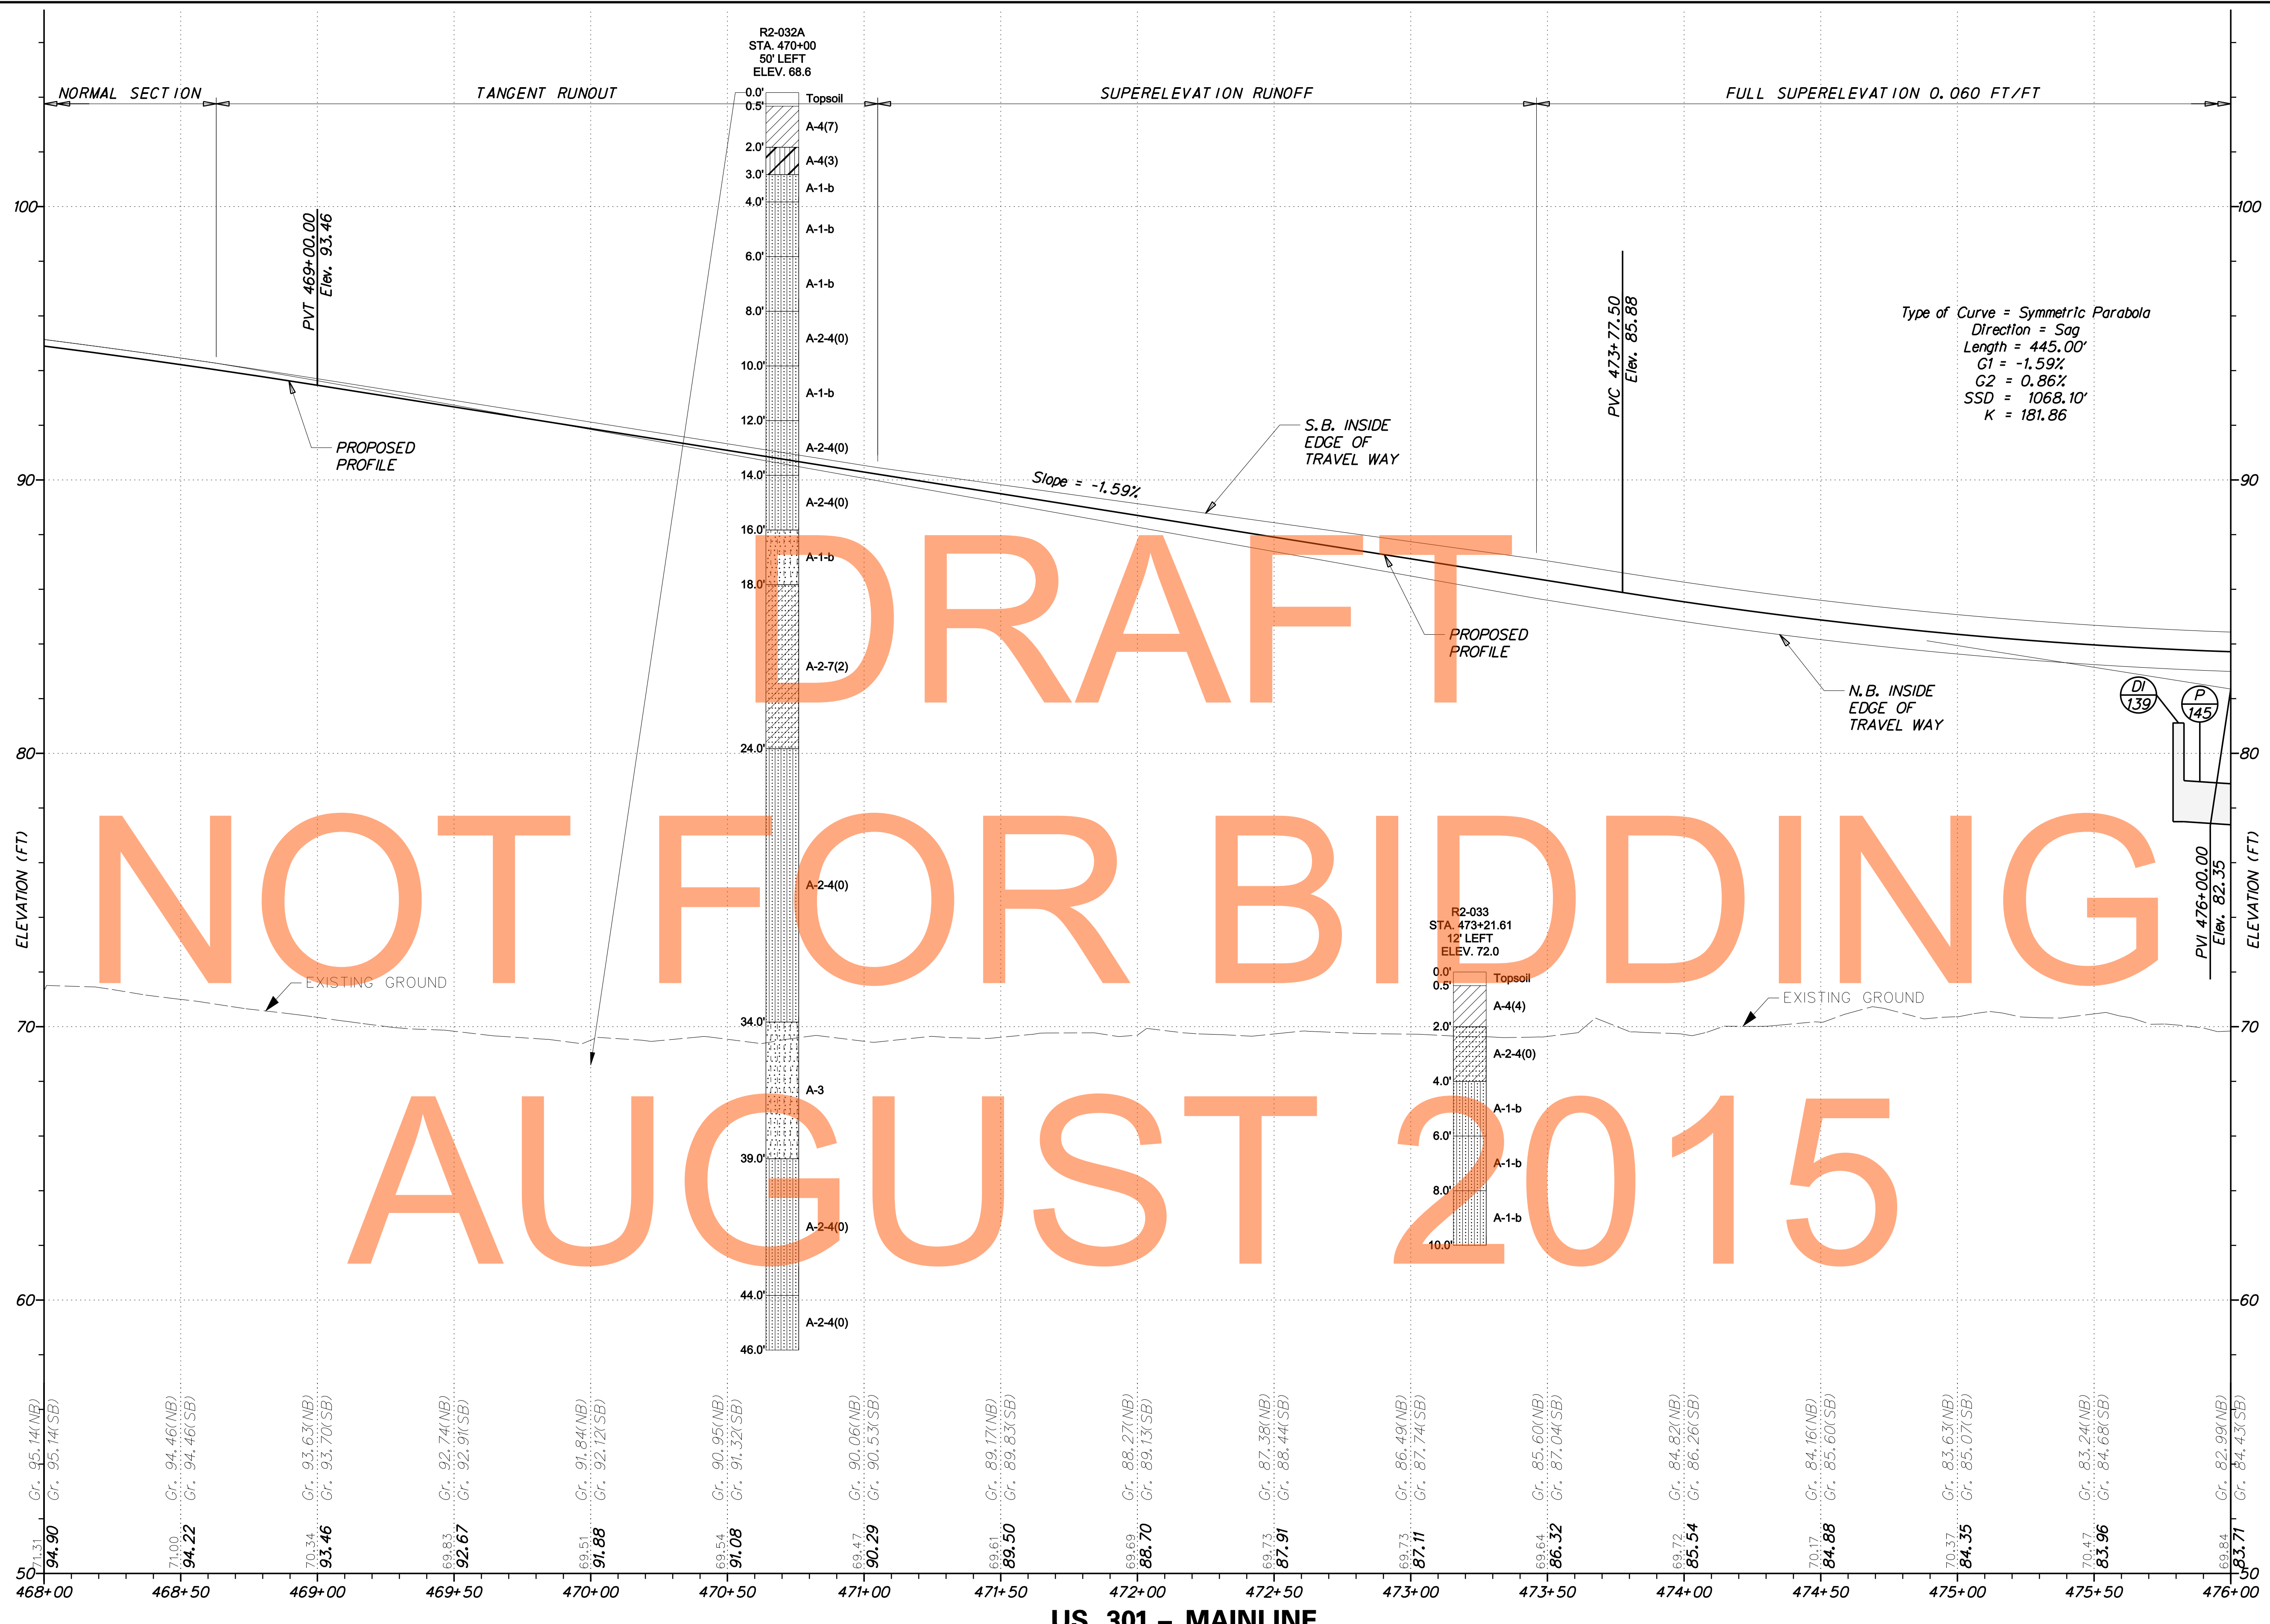 R2-032A
STA. 470+00
50' LEFT
ELEV. 68.6
NORMAL SECTION
TANGENT RUNOUT
SUPERELEVATION RUNOFF
FULL SUPERELEVATION 0.060 FT/FT
0.0'
Topsoil
0.5'
A-4(7)
2.0'
A-4(3)
3.0'
A-1-b
4.0'
A-1-b
6.0'
A-1-b
8.0'
A-2-4(0)
10.0'
A-1-b
12.0'
A-2-4(0)
14.0'
A-2-4(0)
16.0'
A-1-b
18.0'
A-2-7(2)
24.0'
A-2-4(0)
34.0'
A-3
39.0'
A-2-4(0)
44.0'
A-2-4(0)
46.0'
100
90
80
70
60
50
ELEVATION (FT)
PVT 469+00.00
Elev. 93.46
PROPOSED
PROFILE
Slope = -1.59%
S.B. INSIDE
EDGE OF
TRAVEL WAY
PVC 473+77.50
Elev. 85.88
Type of Curve = Symmetric Parabola
Direction = Sag
Length = 445.00'
G1 = -1.59%
G2 = 0.86%
SSD = 1068.10'
K = 181.86
PROPOSED
PROFILE
N.B. INSIDE
EDGE OF
TRAVEL WAY
DI
139
P
145
PVI 476+00.00
Elev. 82.35
100
90
80
70
60
50
ELEVATION (FT)
DRAFT
NOT FOR BIDDING
AUGUST 2015
EXISTING GROUND
R2-033
STA. 473+21.61
12' LEFT
ELEV. 72.0
0.0'
Topsoil
0.5'
A-4(4)
2.0'
A-2-4(0)
4.0'
A-1-b
6.0'
A-1-b
8.0'
A-1-b
10.0'
EXISTING GROUND
Gr. 95.14(NB)
Gr. 95.14(SB)
Gr. 94.46(NB)
Gr. 94.46(SB)
Gr. 93.63(NB)
Gr. 93.70(SB)
Gr. 92.74(NB)
Gr. 92.91(SB)
Gr. 91.84(NB)
Gr. 92.12(SB)
Gr. 90.95(NB)
Gr. 91.32(SB)
Gr. 90.06(NB)
Gr. 90.53(SB)
Gr. 89.17(NB)
Gr. 89.83(SB)
Gr. 88.27(NB)
Gr. 89.13(SB)
Gr. 87.38(NB)
Gr. 88.44(SB)
Gr. 86.49(NB)
Gr. 87.74(SB)
Gr. 85.60(NB)
Gr. 87.04(SB)
Gr. 84.82(NB)
Gr. 86.26(SB)
Gr. 84.16(NB)
Gr. 85.60(SB)
Gr. 83.63(NB)
Gr. 85.07(SB)
Gr. 83.24(NB)
Gr. 84.68(SB)
Gr. 82.99(NB)
Gr. 84.43(SB)
71.31
94.90
71.00
94.22
70.34
93.46
69.83
92.67
69.51
91.88
69.54
91.08
69.47
90.29
69.61
89.50
69.69
88.70
69.73
87.91
69.73
87.11
69.64
86.32
69.72
85.54
70.17
84.88
70.37
84.35
70.47
83.96
69.84
83.71
468+00
468+50
469+00
469+50
470+00
470+50
471+00
471+50
472+00
472+50
473+00
473+50
474+00
474+50
475+00
475+50
476+00
US 301 – MAINLINE